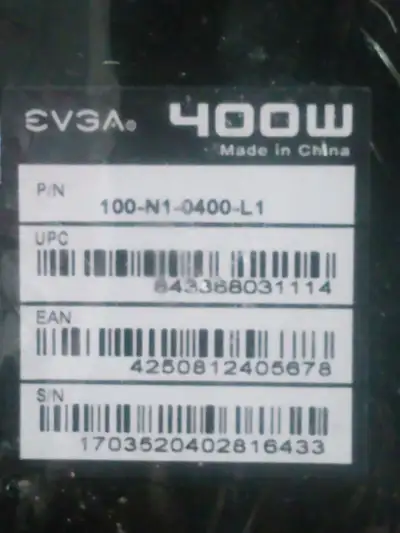 EVGA® 400W
Made in China
P/N
100-N1-0400-L1
UPC
843368031114
EAN
4250812405678
S/N
1703520402816433